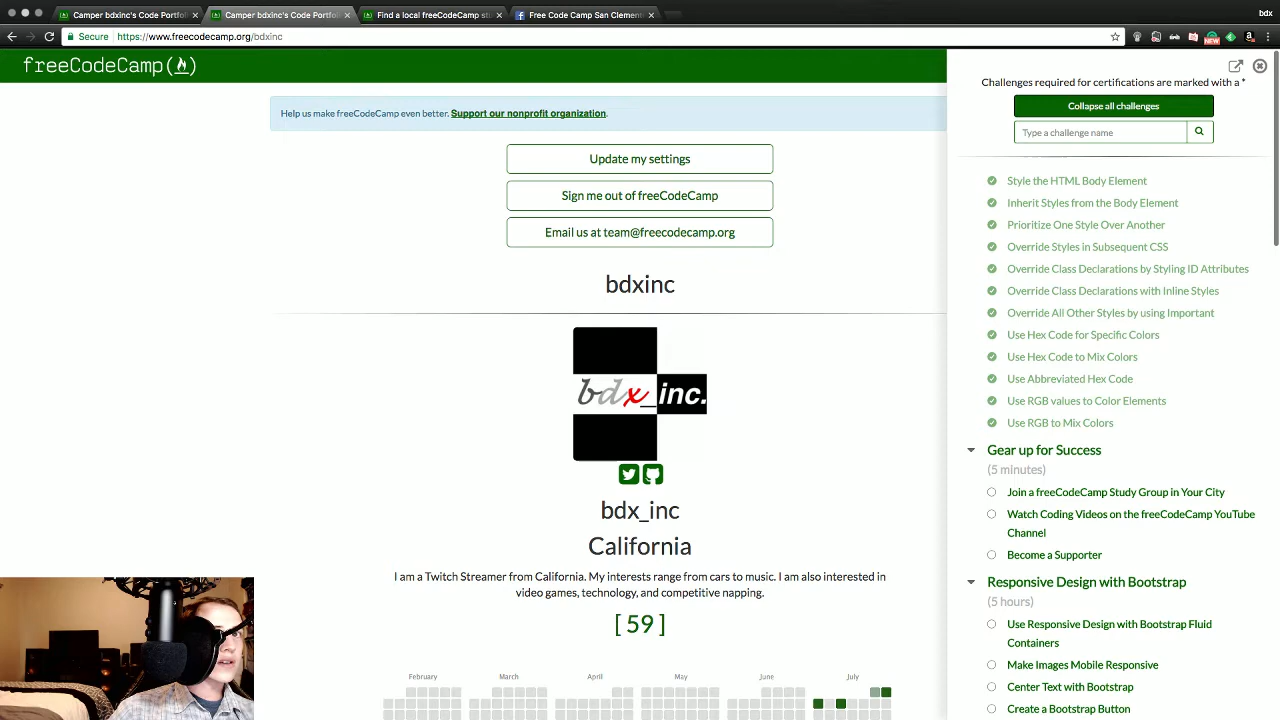 Camper bdxinc's Code Portfol
Camper bdxinc's Code Portfol
Find a local freeCodeCamp stu
Free Code Camp San Clement
bdx
Secure
https://www.freecodecamp.org/bdxinc
NEW
freeCodeCamp
Help us make freeCodeCamp even better. Support our nonprofit organization.
Update my settings
Sign me out of freeCodeCamp
Email us at team@freecodecamp.org
bdxinc
bdx_inc.
bdx_inc
California
I am a Twitch Streamer from California. My interests range from cars to music. I am also interested in
video games, technology, and competitive napping.
[ 59 ]
February March April May June July
Challenges required for certifications are marked with a *
Collapse all challenges
Type a challenge name
Style the HTML Body Element
Inherit Styles from the Body Element
Prioritize One Style Over Another
Override Styles in Subsequent CSS
Override Class Declarations by Styling ID Attributes
Override Class Declarations with Inline Styles
Override All Other Styles by using Important
Use Hex Code for Specific Colors
Use Hex Code to Mix Colors
Use Abbreviated Hex Code
Use RGB values to Color Elements
Use RGB to Mix Colors
Gear up for Success
(5 minutes)
Join a freeCodeCamp Study Group in Your City
Watch Coding Videos on the freeCodeCamp YouTube
Channel
Become a Supporter
Responsive Design with Bootstrap
(5 hours)
Use Responsive Design with Bootstrap Fluid
Containers
Make Images Mobile Responsive
Center Text with Bootstrap
Create a Bootstrap Button